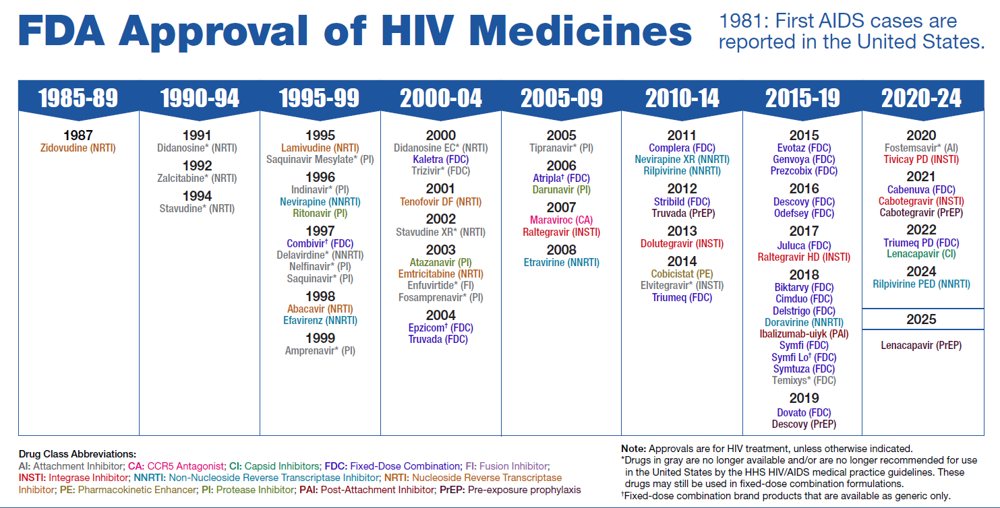 FDA Approval of HIV Medicines
1981: First AIDS cases are
reported in the United States.
1985-89
1987
Zidovudine (NRTI)
1990-94
1991
Didanosine* (NRTI)
1992
Zalcitabine* (NRTI)
1994
Stavudine* (NRTI)
1995-99
1995
Lamivudine (NRTI)
Saquinavir Mesylate* (PI)
1996
Indinavir* (PI)
Nevirapine (NNRTI)
Ritonavir (PI)
1997
Combivir† (FDC)
Delavirdine* (NNRTI)
Nelfinavir* (PI)
Saquinavir* (PI)
1998
Abacavir (NRTI)
Efavirenz (NNRTI)
1999
Amprenavir* (PI)
2000-04
2000
Didanosine EC* (NRTI)
Kaletra (FDC)
Trizivir* (FDC)
2001
Tenofovir DF (NRTI)
2002
Stavudine XR* (NRTI)
2003
Atazanavir (PI)
Emtricitabine (NRTI)
Enfuvirtide* (FI)
Fosamprenavir* (PI)
2004
Epzicom† (FDC)
Truvada (FDC)
2005-09
2005
Tipranavir* (PI)
2006
Atripla† (FDC)
Darunavir (PI)
2007
Maraviroc (CA)
Raltegravir (INSTI)
2008
Etravirine (NNRTI)
2010-14
2011
Complera (FDC)
Nevirapine XR (NNRTI)
Rilpivirine (NNRTI)
2012
Stribild (FDC)
Truvada (PrEP)
2013
Dolutegravir (INSTI)
2014
Cobicistat (PE)
Elvitegravir* (INSTI)
Triumeq (FDC)
2015-19
2015
Evotaz (FDC)
Genvoya (FDC)
Prezcobix (FDC)
2016
Descovy (FDC)
Odefsey (FDC)
2017
Juluca (FDC)
Raltegravir HD (INSTI)
2018
Biktarvy (FDC)
Cimduo (FDC)
Delstrigo (FDC)
Doravirine (NNRTI)
Ibalizumab-uiyk (PAI)
Symfi (FDC)
Symfi Lo† (FDC)
Symtuza (FDC)
Temixys* (FDC)
2019
Dovato (FDC)
Descovy (PrEP)
2020-24
2020
Fostemsavir* (AI)
Tivicay PD (INSTI)
2021
Cabenuva (FDC)
Cabotegravir (INSTI)
Cabotegravir (PrEP)
2022
Triumeq PD (FDC)
Lenacapavir (CI)
2024
Rilpivirine PED (NNRTI)
2025
Lenacapavir (PrEP)
Drug Class Abbreviations:
AI: Attachment Inhibitor; CA: CCR5 Antagonist; CI: Capsid Inhibitors; FDC: Fixed-Dose Combination; FI: Fusion Inhibitor;
INSTI: Integrase Inhibitor; NNRTI: Non-Nucleoside Reverse Transcriptase Inhibitor; NRTI: Nucleoside Reverse Transcriptase
Inhibitor; PE: Pharmacokinetic Enhancer; PI: Protease Inhibitor; PAI: Post-Attachment Inhibitor; PrEP: Pre-exposure prophylaxis
Note: Approvals are for HIV treatment, unless otherwise indicated.
*Drugs in gray are no longer available and/or are no longer recommended for use
in the United States by the HHS HIV/AIDS medical practice guidelines. These
drugs may still be used in fixed-dose combination formulations.
†Fixed-dose combination brand products that are available as generic only.